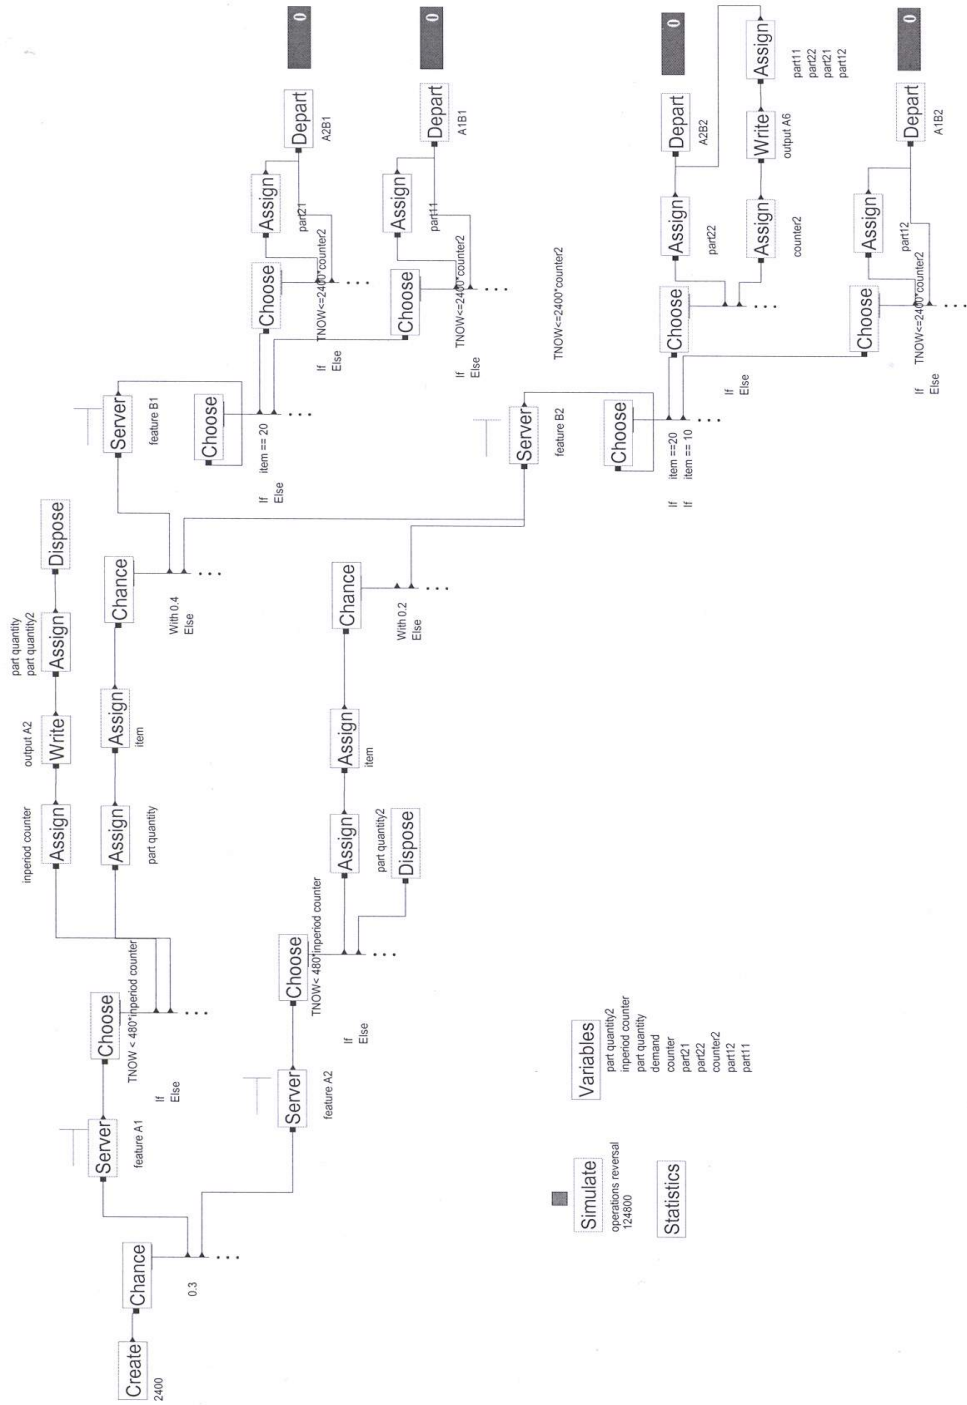 Create
2400
Chance
0.3
Server
feature A1
Choose
TNOW < 480*inperiod counter
If
Else
inperiod counter
Assign
output A2
Write
part quantity
part quantity2
Assign
Dispose
Assign
part quantity
Assign
item
Chance
With 0.4
Else
Server
feature A2
Choose
TNOW< 480*inperiod counter
If
Else
Assign
part quantity2
Dispose
Assign
item
Chance
With 0.2
Else
Server
feature B1
Choose
If item == 20
Else
Choose
TNOW<=2400*counter2
If
Else
Assign
part21
Depart
A2B1
0
Choose
TNOW<=2400*counter2
If
Else
Assign
part11
Depart
A1B1
0
Server
feature B2
Choose
If item ==20
If item == 10
Choose
TNOW<=2400*counter2
If
Else
Assign
part22
Depart
A2B2
0
Assign
counter2
Write
output A6
Assign
part11
part22
part21
part12
Choose
TNOW<=2400*counter2
If
Else
Assign
part12
Depart
A1B2
0
Simulate
operations reversal
124800
Statistics
Variables
part quantity2
inperiod counter
part quantity
demand
counter
part21
part22
counter2
part12
part11